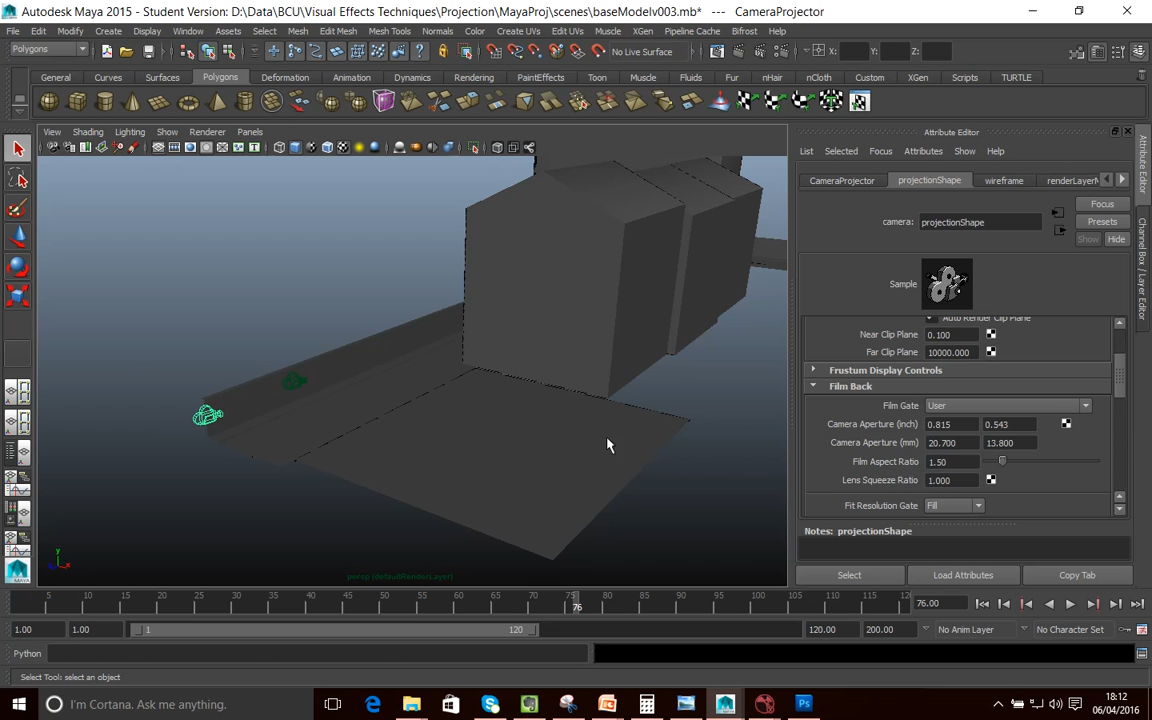 Autodesk Maya 2015 - Student Version: D:\Data\BCU\Visual Effects Techniques\Projection\MayaProj\scenes\baseModelv003.mb* --- CameraProjector
File Edit Modify Create Display Window Assets Select Mesh Edit Mesh Mesh Tools Normals Color Create UVs Edit UVs Muscle XGen Pipeline Cache Bifrost Help
Polygons No Live Surface X: Y: Z:
General Curves Surfaces Polygons Deformation Animation Dynamics Rendering PaintEffects Toon Muscle Fluids Fur nHair nCloth Custom XGen Scripts TURTLE
View Shading Lighting Show Renderer Panels
Attribute Editor
List Selected Focus Attributes Show Help
CameraProjector projectionShape wireframe renderLayerM
Focus
camera: projectionShape
Presets
Show Hide
Sample
Auto Render Clip Plane
Near Clip Plane 0.100
Far Clip Plane 10000.000
Frustum Display Controls
Film Back
Film Gate User
Camera Aperture (inch) 0.815 0.543
Camera Aperture (mm) 20.700 13.800
Film Aspect Ratio 1.50
Lens Squeeze Ratio 1.000
Fit Resolution Gate Fill
Notes: projectionShape
Select Load Attributes Copy Tab
Attribute Editor
Channel Box / Layer Editor
y
x
persp (defaultRenderLayer)
5 10 15 20 25 30 35 40 45 50 55 60 65 70 75 80 85 90 95 100 105 110 115 12
76
76.00
1.00 1.00 1 120 120.00 200.00 No Anim Layer No Character Set
Python
Select Tool: select an object
I'm Cortana. Ask me anything.
18:12
06/04/2016